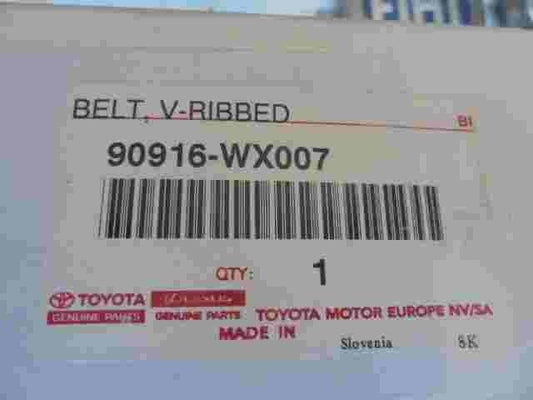 BELT, V-RIBBED BI
90916-WX007
QTY: 1
TOYOTA
GENUINE PARTS GENUINE PARTS TOYOTA MOTOR EUROPE NV/SA
MADE IN Slovenia 8K